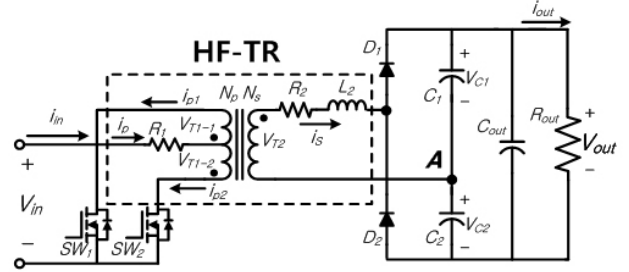 HF-TR
i_out
D_1
+
V_C1
C_1
−
N_p N_s
R_2
L_2
i_p1
i_in
i_p
R_1
V_T1-1
V_T2
i_s
C_out
R_out
+
V_out
−
+
V_T1-2
A
V_in
i_p2
+
V_C2
C_2
−
−
SW_1
SW_2
D_2